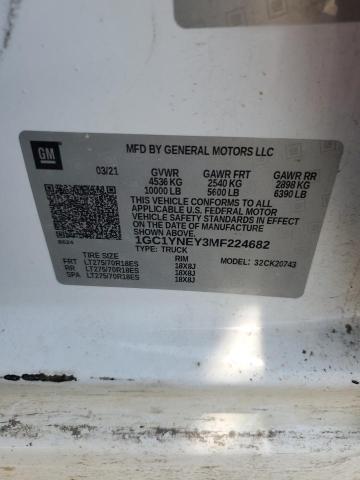 GM
MFD BY GENERAL MOTORS LLC
03/21 GVWR GAWR FRT GAWR RR
4536 KG 2540 KG 2898 KG
10000 LB 5600 LB 6390 LB
THIS VEHICLE CONFORMS TO ALL
APPLICABLE U.S. FEDERAL MOTOR
VEHICLE SAFETY STANDARDS IN
EFFECT ON THE DATE OF
MANUFACTURE SHOWN ABOVE.
1GC1YNEY3MF224682
TYPE: TRUCK
TIRE SIZE RIM MODEL: 32CK20743
FRT LT275/70R18ES 18X8J
RR LT275/70R18ES 18X8J
SPA LT275/70R18ES 18X8J